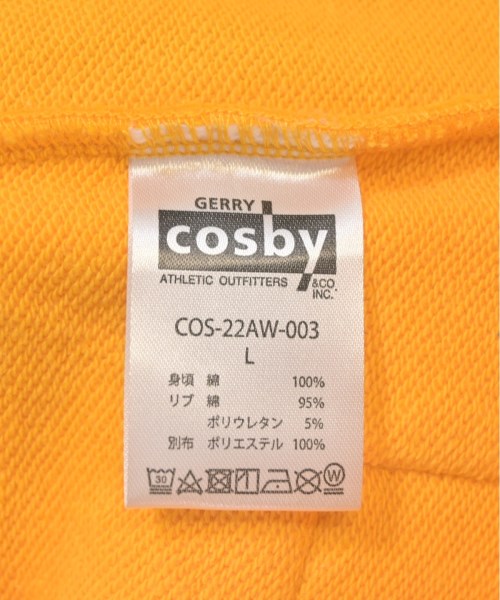 GERRY
cosby
ATHLETIC OUTFITTERS &CO.
INC.
COS-22AW-003
L
身頃 綿 100%
リブ 綿 95%
ポリウレタン 5%
別布 ポリエステル 100%
30 W